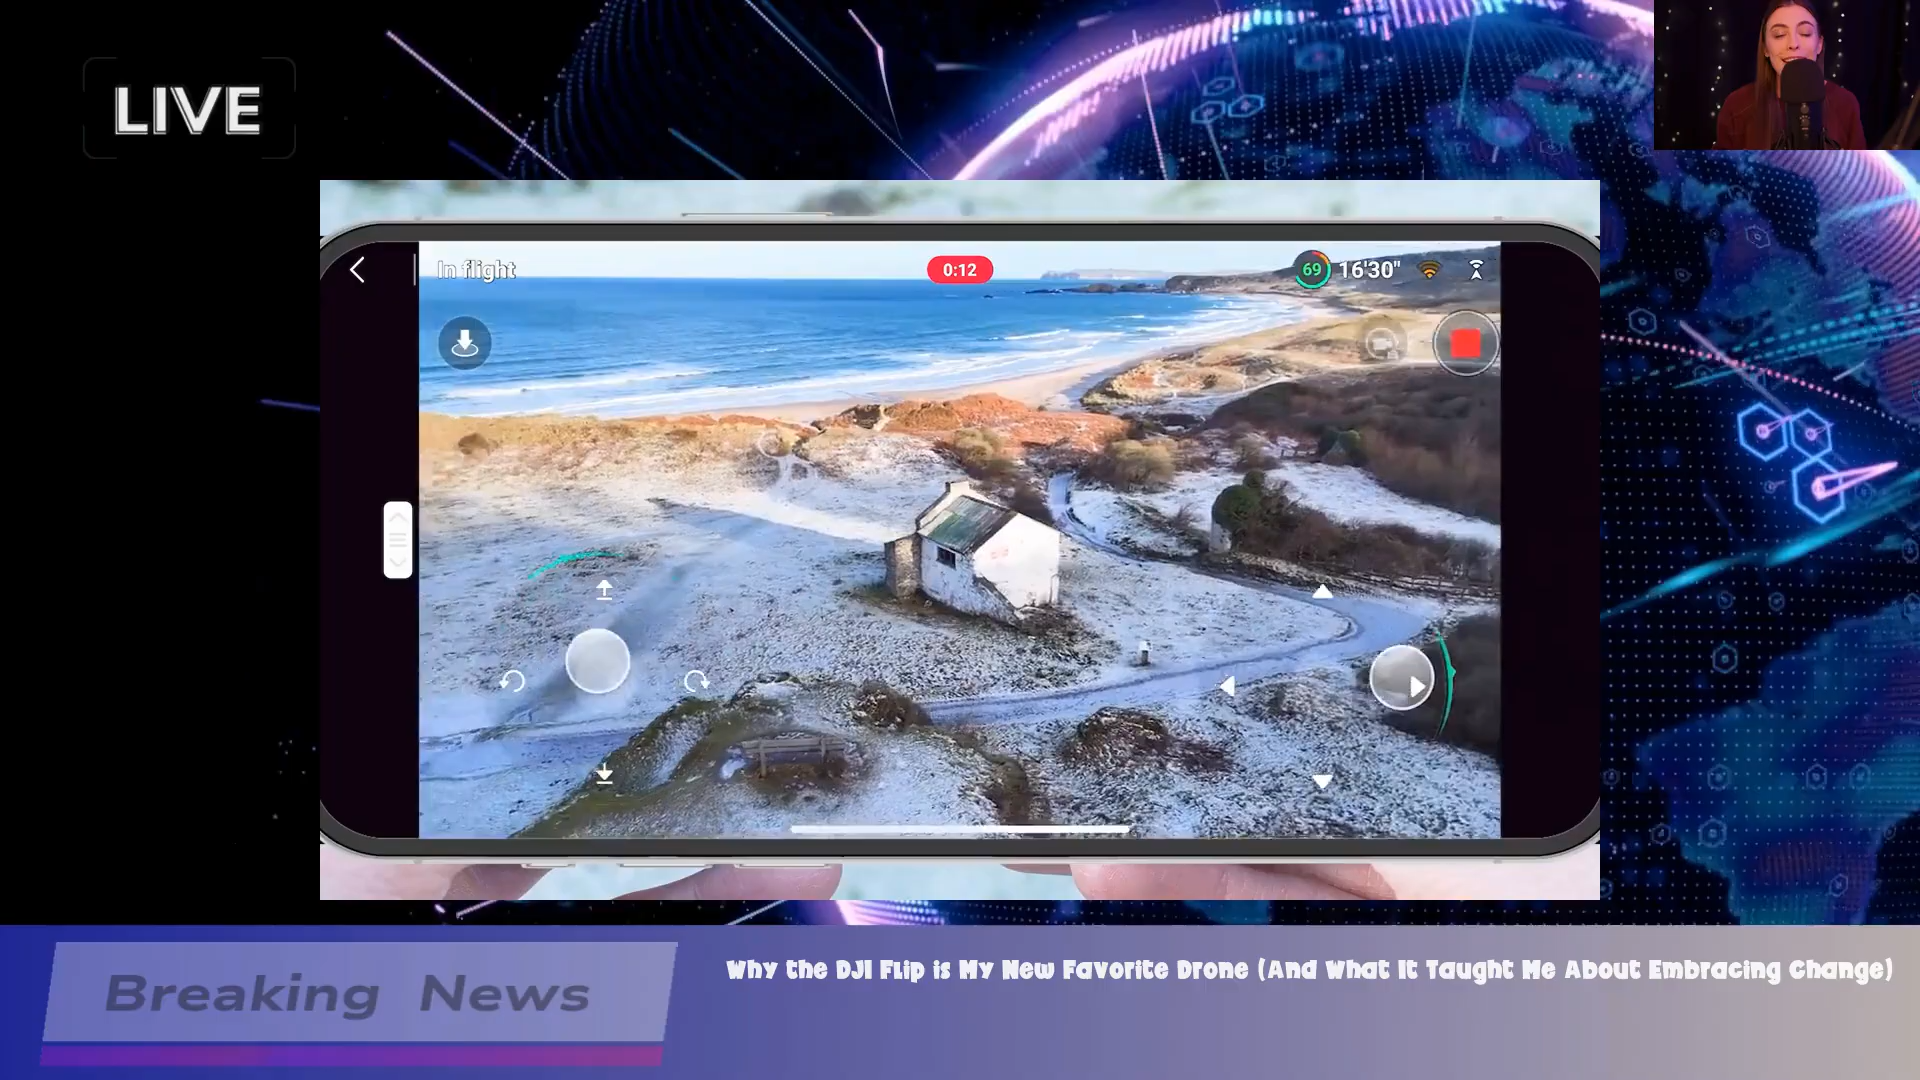 LIVE
In flight
0:12
69
16'30"
Breaking News
Why the DJI Flip is My New Favorite Drone (And What It Taught Me About Embracing Change)